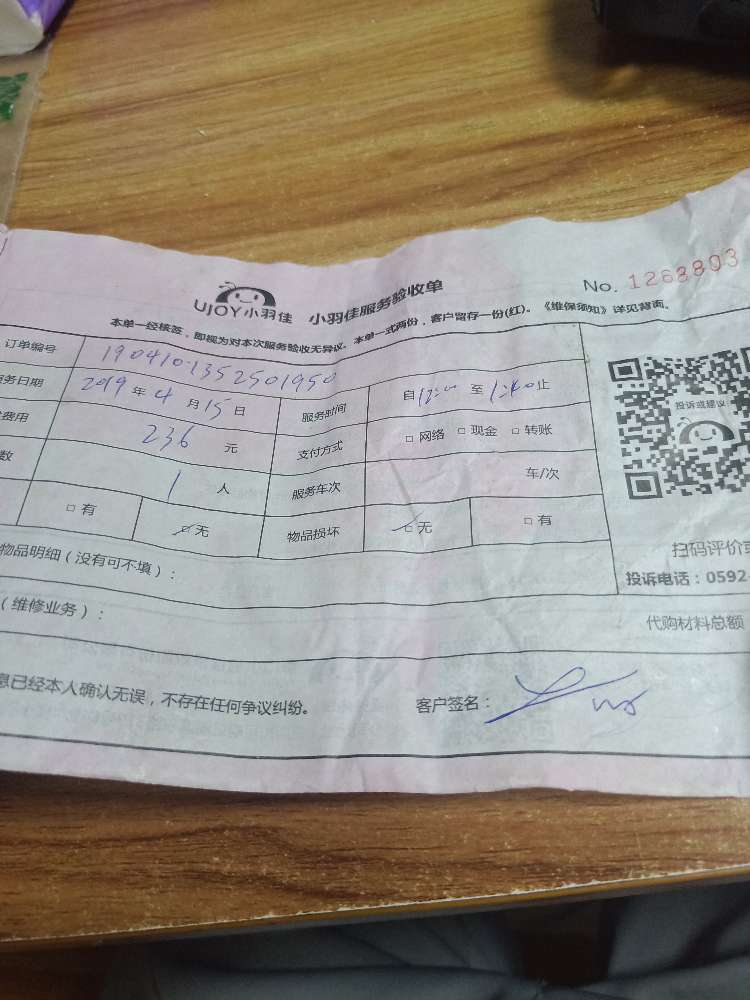 UJOY小羽佳 小羽佳服务验收单 No. 1268803
本单一经核签，即视为对本次服务验收无异议。本单一式两份，客户留存一份(红)。《维保须知》详见背面。
订单编号 1904101352501950
务日期 2019 年 4 月 15 日 服务时间 自 至 止
费用 236 元 支付方式 □ 网络 □ 现金 □ 转账
数 1 人 服务车次 车/次
□ 有 □ 无 物品损坏 □ 无 □ 有
投诉或建议
扫码评价或
投诉电话：0592-
物品明细（没有可不填）：
（维修业务）： 代购材料总额
息已经本人确认无误，不存在任何争议纠纷。 客户签名：